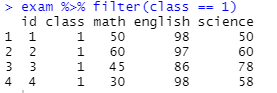 > exam %>% filter(class == 1)
  id class math english science
1  1     1   50      98      50
2  2     1   60      97      60
3  3     1   45      86      78
4  4     1   30      98      58